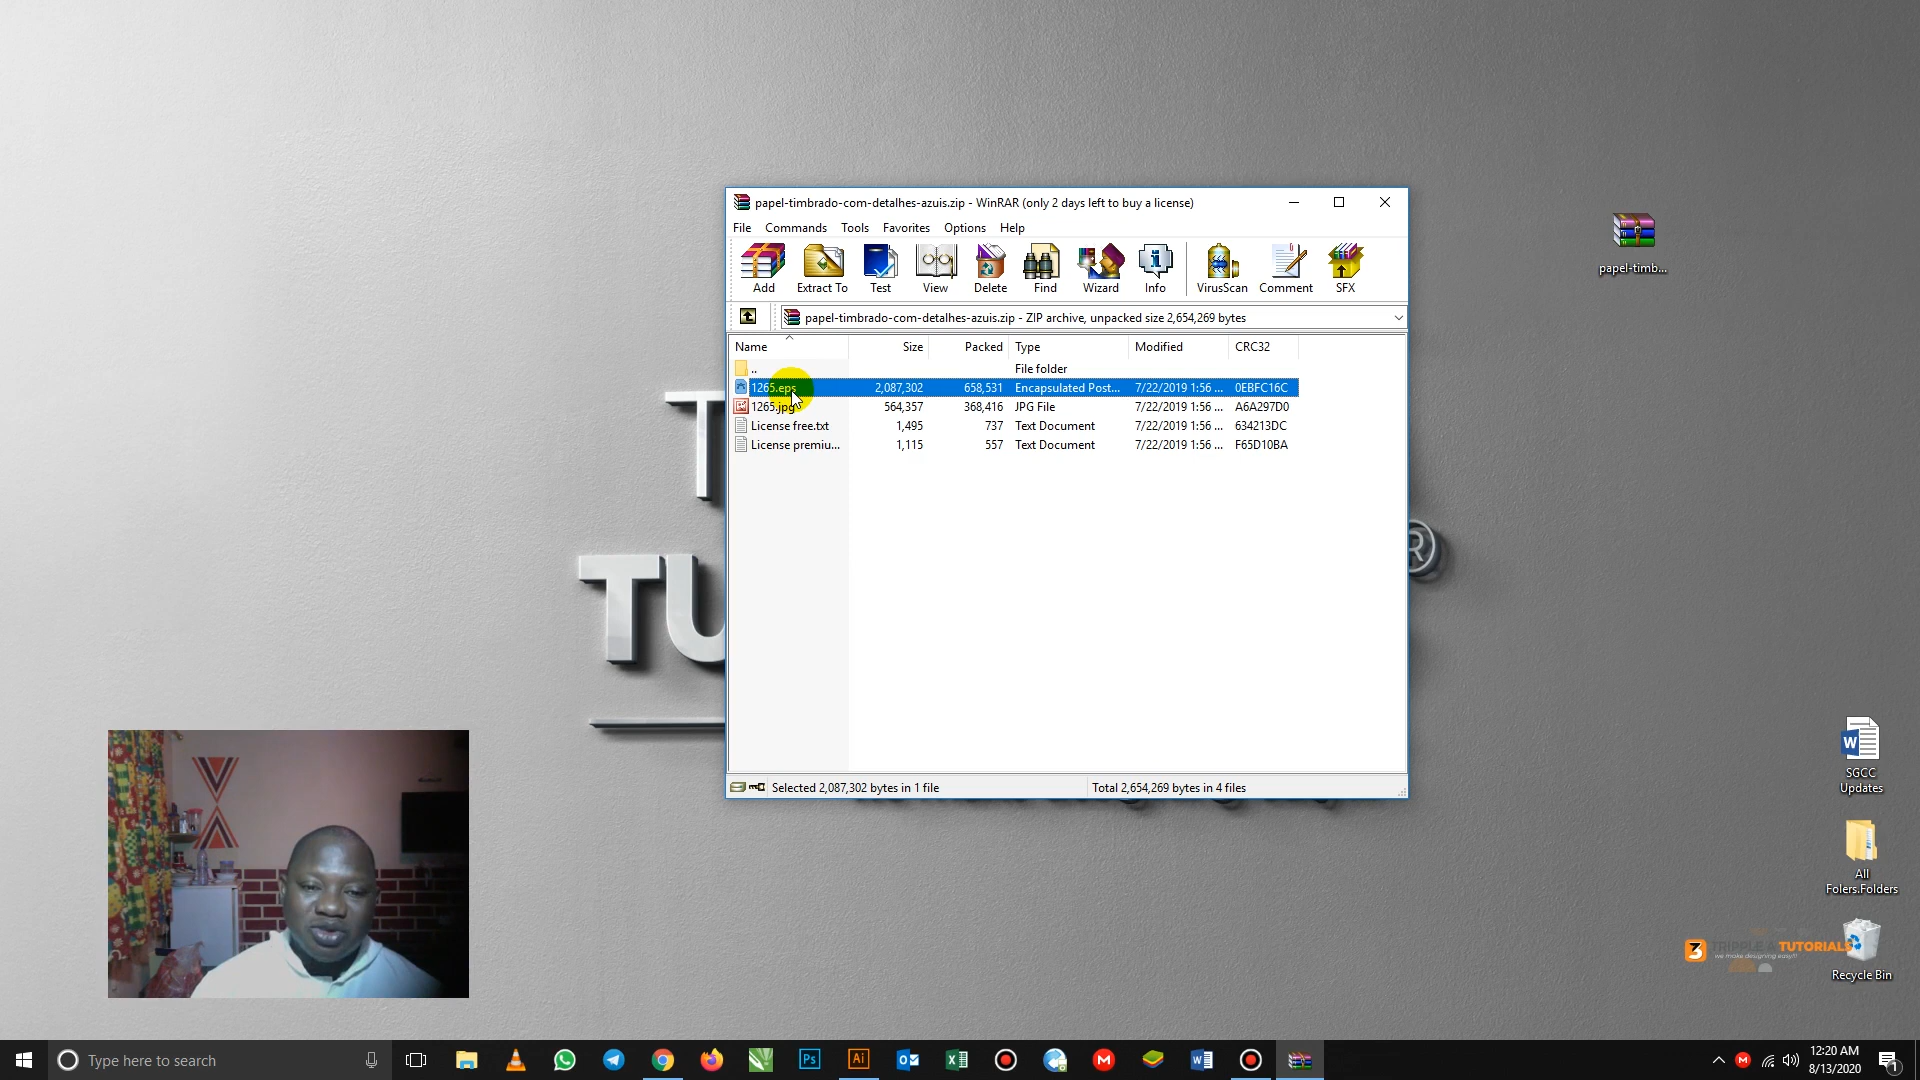 papel-timbrado-com-detalhes-azuis.zip - WinRAR (only 2 days left to buy a license)
File Commands Tools Favorites Options Help
Add Extract To Test View Delete Find Wizard Info VirusScan Comment SFX
papel-timbrado-com-detalhes-azuis.zip - ZIP archive, unpacked size 2,654,269 bytes
Name Size Packed Type Modified CRC32
.. File folder
1265.eps 2,087,302 658,531 Encapsulated Post... 7/22/2019 1:56 ... 0EBFC16C
1265.jpg 564,357 368,416 JPG File 7/22/2019 1:56 ... A6A297D0
License free.txt 1,495 737 Text Document 7/22/2019 1:56 ... 634213DC
License premiu... 1,115 557 Text Document 7/22/2019 1:56 ... F65D10BA
Selected 2,087,302 bytes in 1 file Total 2,654,269 bytes in 4 files
papel-timb...
T
TU
®
SGCC
Updates
All
Folers.Folders
3 TRIPPLE A TUTORIALS
we make designing easy!!!
Recycle Bin
Type here to search
Ps
Ai
12:20 AM
8/13/2020
1